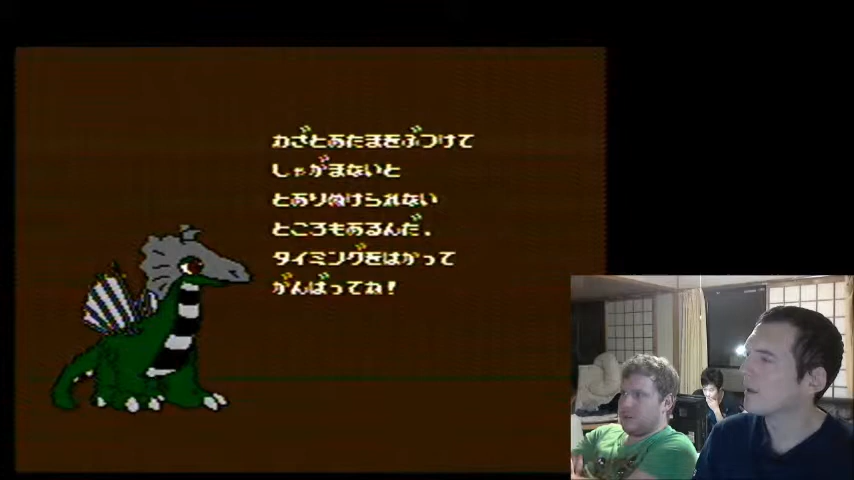 わざとあたまをぶつけて
しゃがまないと
とありぬけられない
ところもあるんだ.
タイミングをはかって
がんばってね!